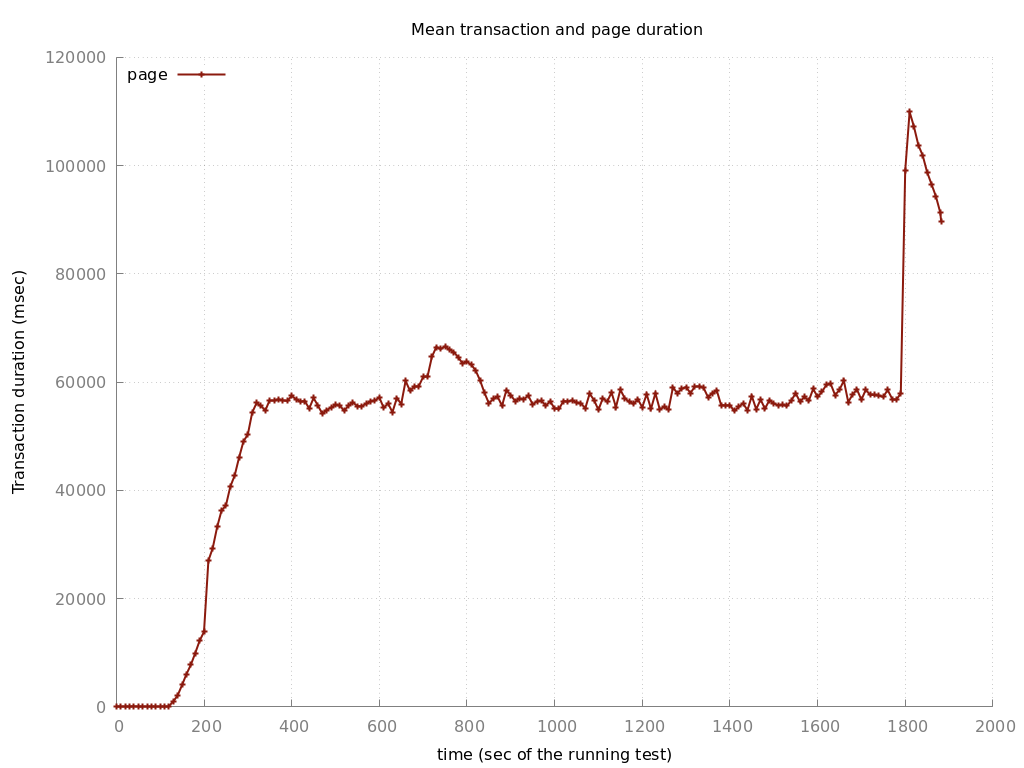 Mean transaction and page duration
page
120000
100000
80000
60000
40000
20000
0
Transaction duration (msec)
0 200 400 600 800 1000 1200 1400 1600 1800 2000
time (sec of the running test)